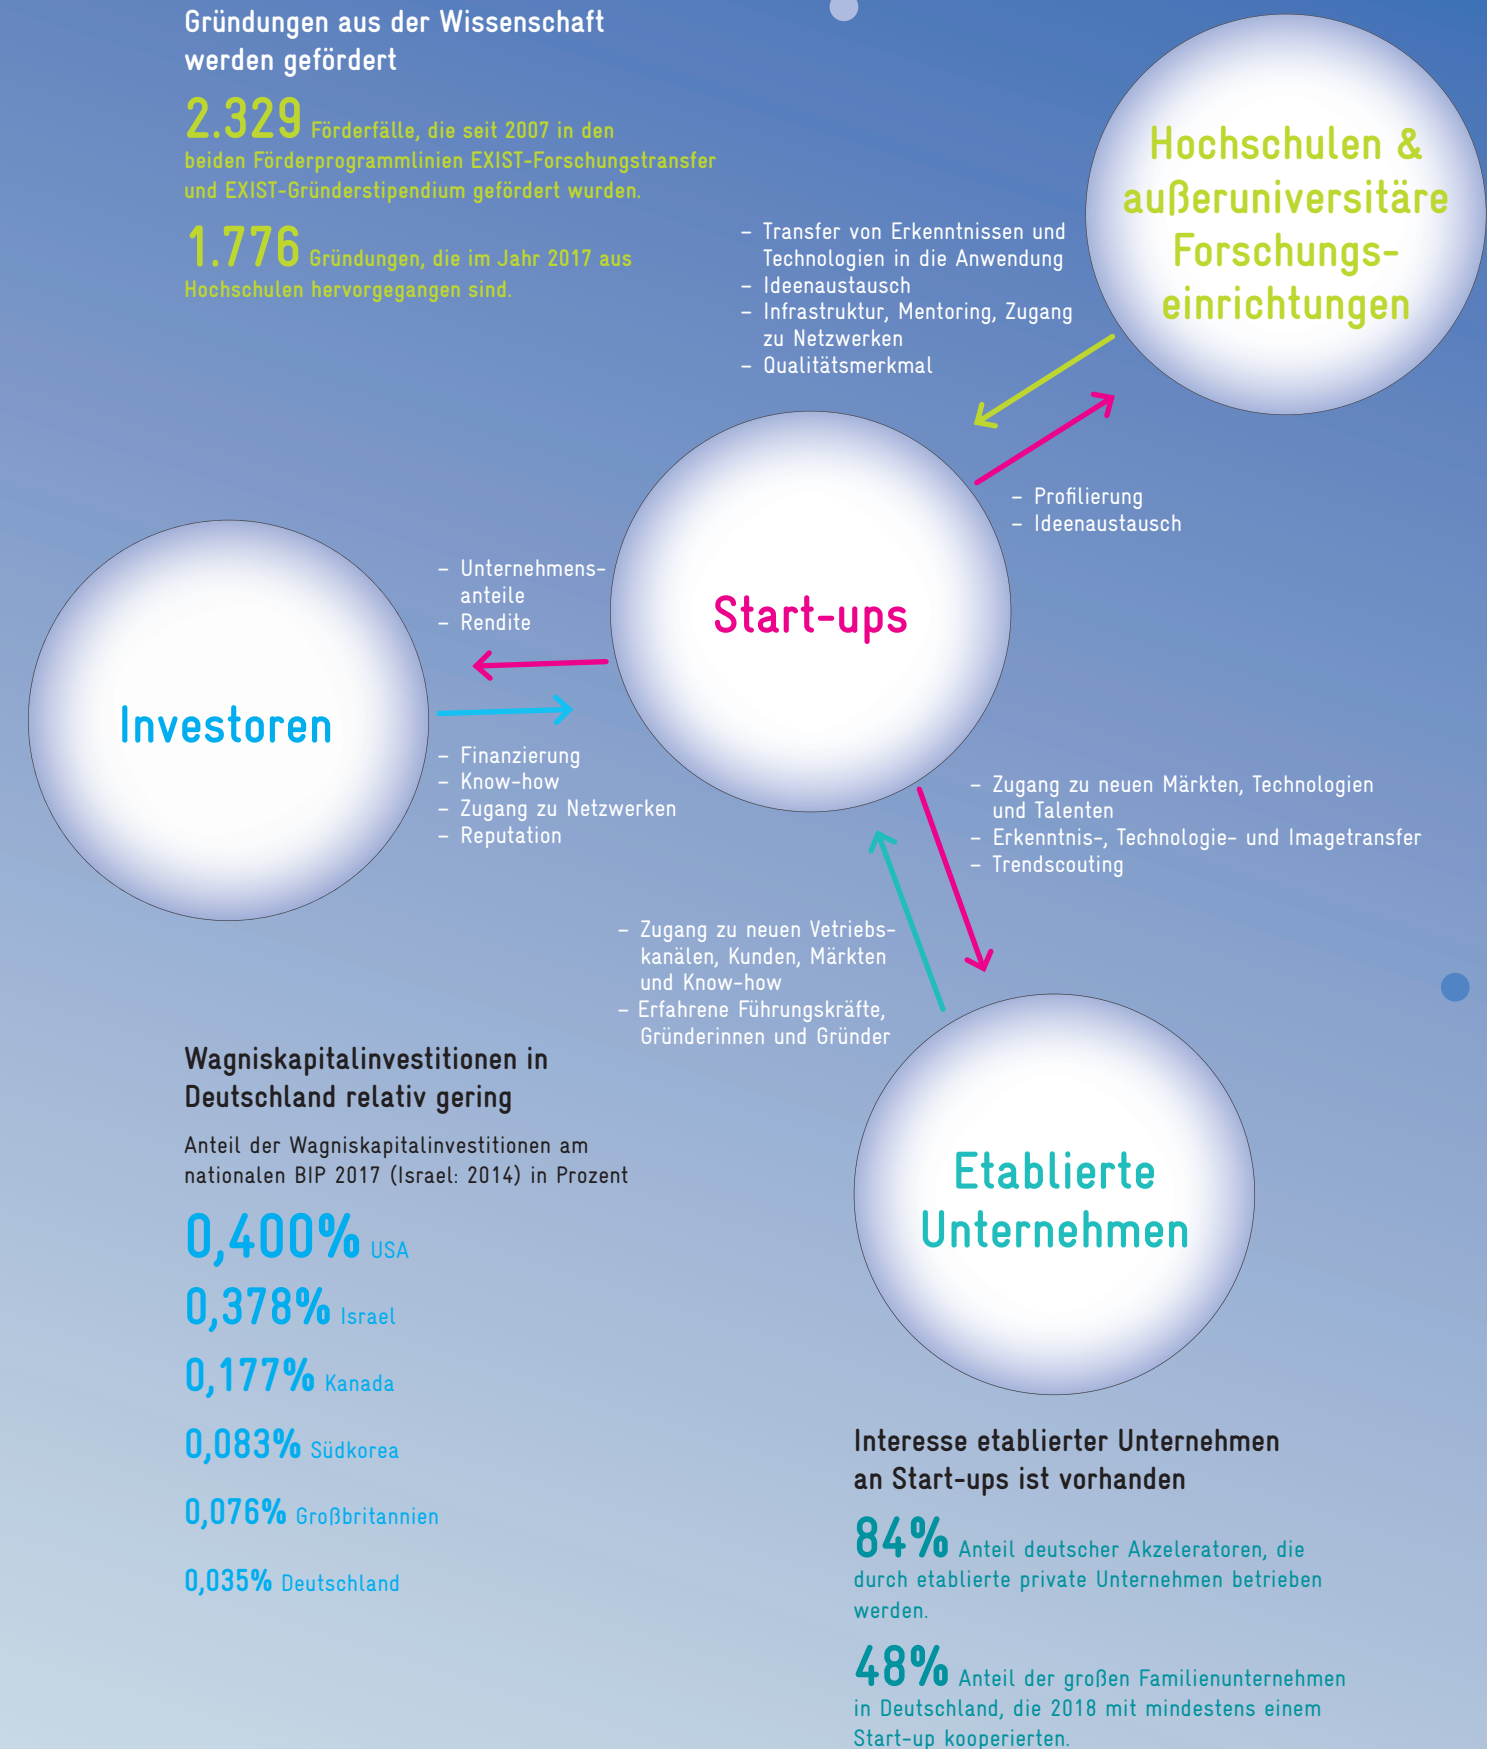 Gründungen aus der Wissenschaft
werden gefördert
2.329 Förderfälle, die seit 2007 in den
beiden Förderprogrammlinien EXIST-Forschungstransfer
und EXIST-Gründerstipendium gefördert wurden.
1.776 Gründungen, die im Jahr 2017 aus
Hochschulen hervorgegangen sind.
Hochschulen &
außeruniversitäre
Forschungs-
einrichtungen
– Transfer von Erkenntnissen und
Technologien in die Anwendung
– Ideenaustausch
– Infrastruktur, Mentoring, Zugang
zu Netzwerken
– Qualitätsmerkmal
– Profilierung
– Ideenaustausch
Start-ups
– Unternehmens-
anteile
– Rendite
Investoren
– Finanzierung
– Know-how
– Zugang zu Netzwerken
– Reputation
– Zugang zu neuen Märkten, Technologien
und Talenten
– Erkenntnis-, Technologie- und Imagetransfer
– Trendscouting
– Zugang zu neuen Vetriebs-
kanälen, Kunden, Märkten
und Know-how
– Erfahrene Führungskräfte,
Gründerinnen und Gründer
Etablierte
Unternehmen
Wagniskapitalinvestitionen in
Deutschland relativ gering
Anteil der Wagniskapitalinvestitionen am
nationalen BIP 2017 (Israel: 2014) in Prozent
0,400% USA
0,378% Israel
0,177% Kanada
0,083% Südkorea
0,076% Großbritannien
0,035% Deutschland
Interesse etablierter Unternehmen
an Start-ups ist vorhanden
84% Anteil deutscher Akzeleratoren, die
durch etablierte private Unternehmen betrieben
werden.
48% Anteil der großen Familienunternehmen
in Deutschland, die 2018 mit mindestens einem
Start-up kooperierten.